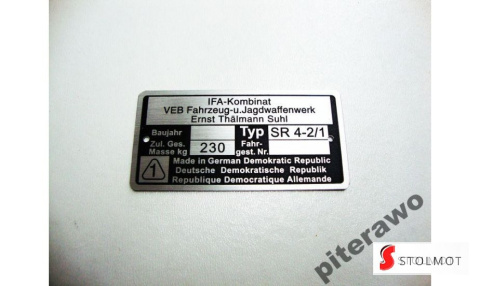 IFA-Kombinat
VEB Fahrzeug-u.Jagdwaffenwerk
Ernst Thälmann Suhl
Baujahr
Typ SR 4-2/1
Zul. Ges.
Masse kg 230 Fahr-
gest. Nr.
1
Made in German Demokratic Republic
Deutsche Demokratische Republik
Republique Democratique Allemande
piterawo
STOLMOT